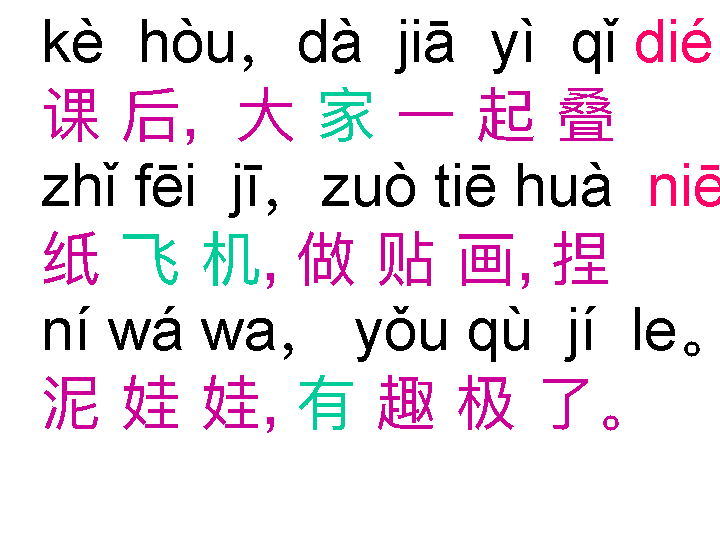 kè hòu，dà jiā yì qǐ dié
课 后, 大 家 一 起 叠
zhǐ fēi jī，zuò tiē huà niē
纸 飞 机, 做 贴 画, 捏
ní wá wa， yǒu qù jí le。
泥 娃 娃, 有 趣 极 了。